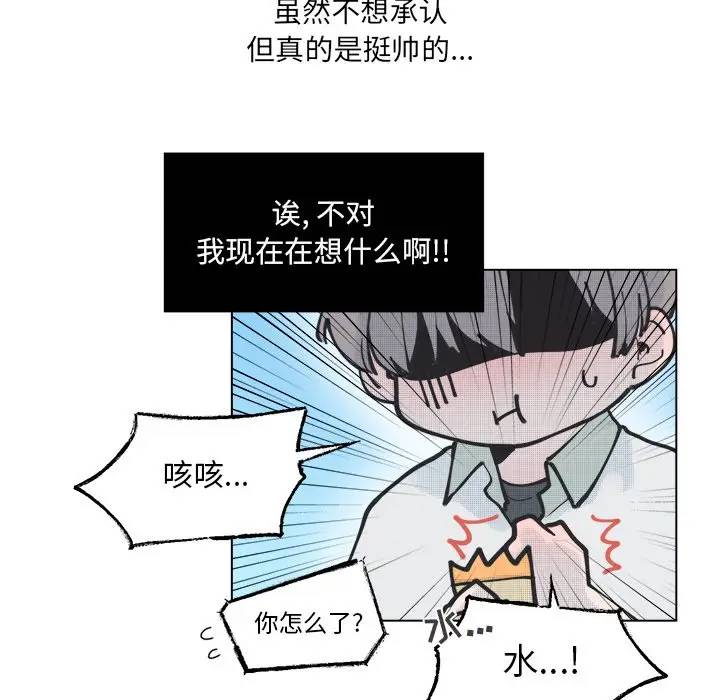 虽然不想承认
但真的是挺帅的...
诶, 不对
我现在在想什么啊!!
咳咳...
你怎么了?
水...
水...!